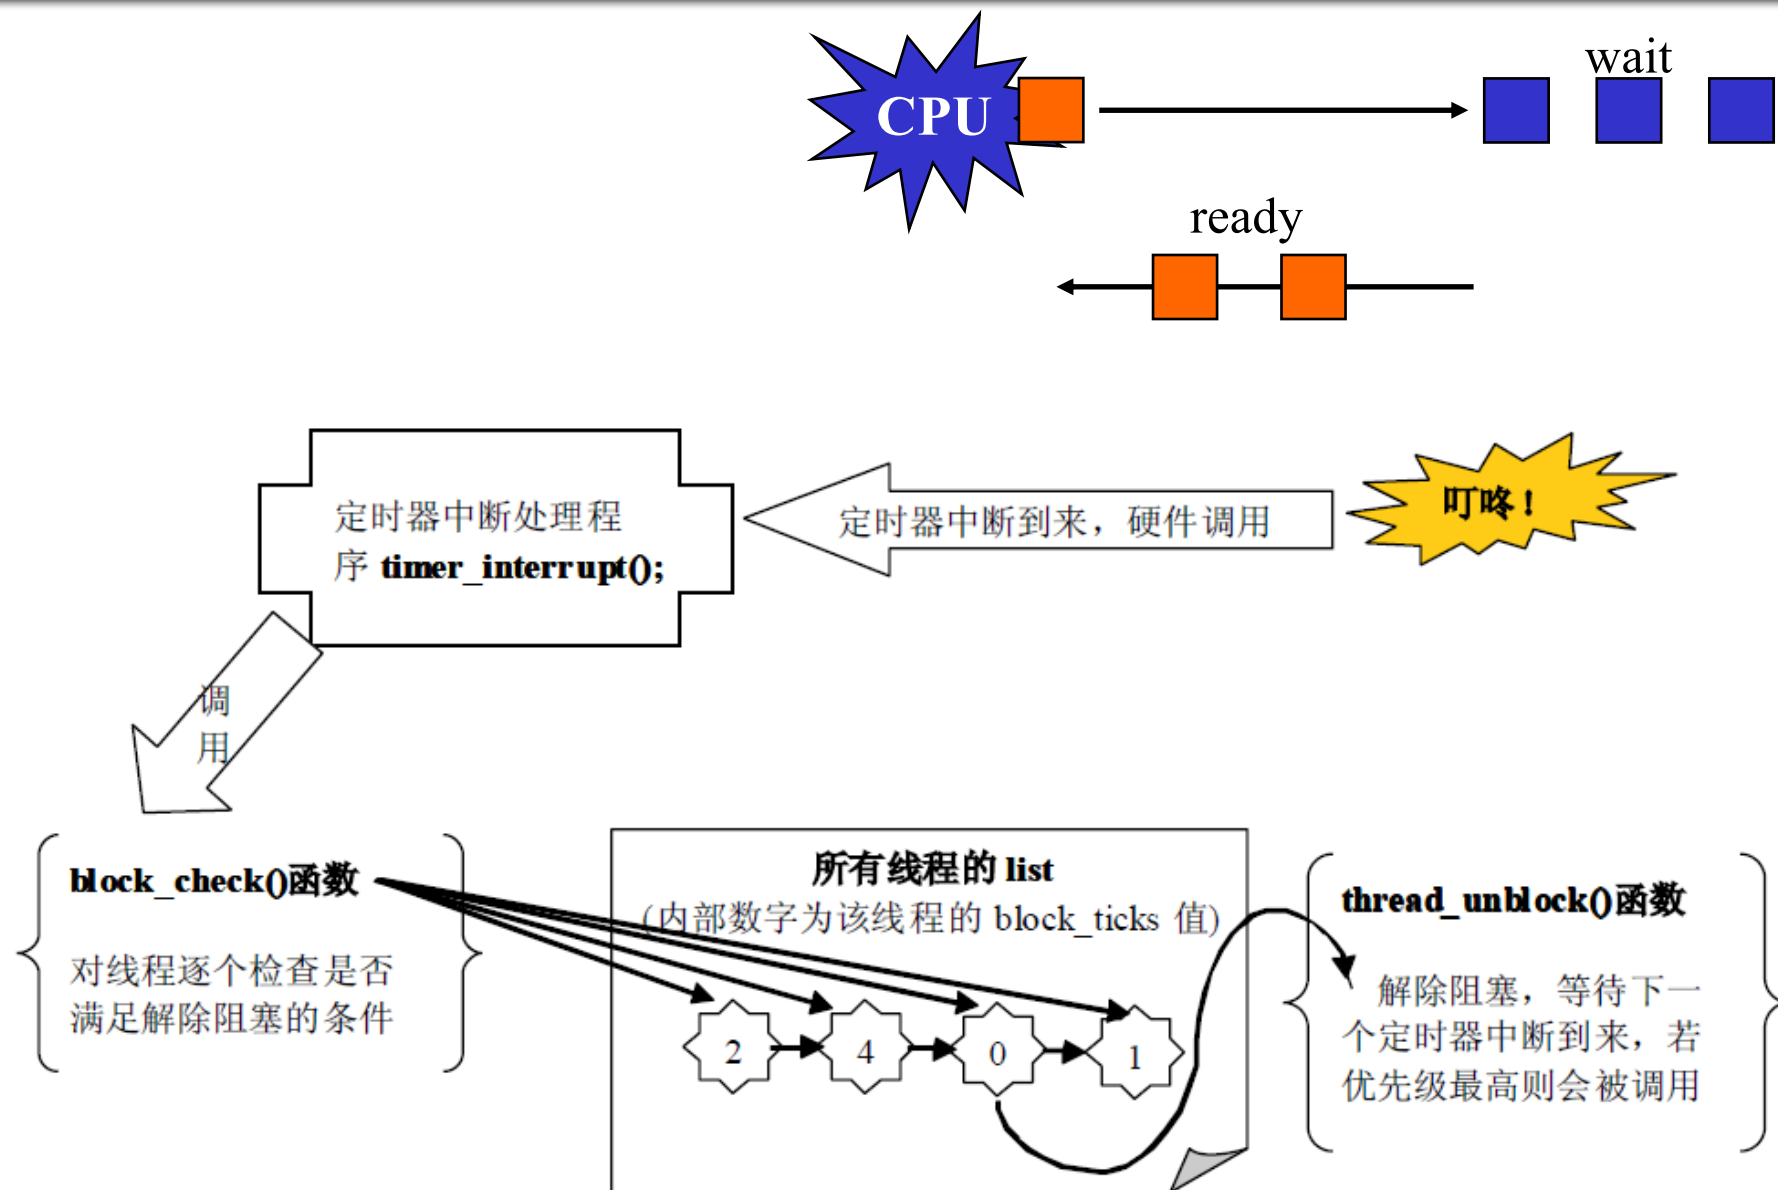 wait
CPU
ready
定时器中断处理程
序 timer_interrupt();
定时器中断到来，硬件调用
叮咚！
调
用
block_check()函数
对线程逐个检查是否
满足解除阻塞的条件
所有线程的 list
(内部数字为该线程的 block_ticks 值)
2
4
0
1
thread_unblock()函数
解除阻塞，等待下一
个定时器中断到来，若
优先级最高则会被调用